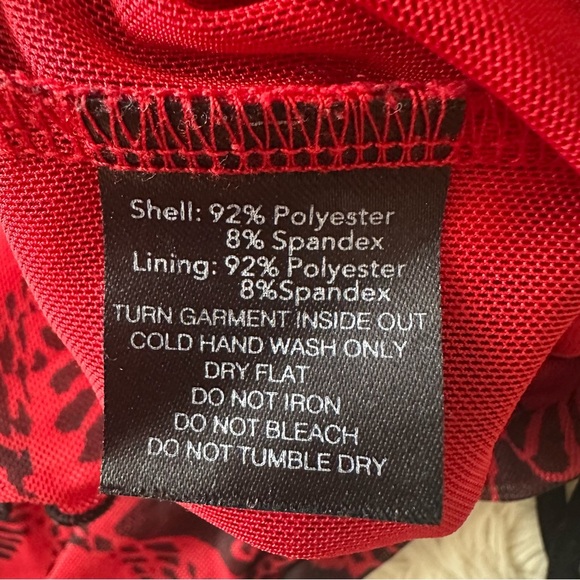 Shell: 92% Polyester
8% Spandex
Lining: 92% Polyester
8%Spandex
TURN GARMENT INSIDE OUT
COLD HAND WASH ONLY
DRY FLAT
DO NOT IRON
DO NOT BLEACH
DO NOT TUMBLE DRY